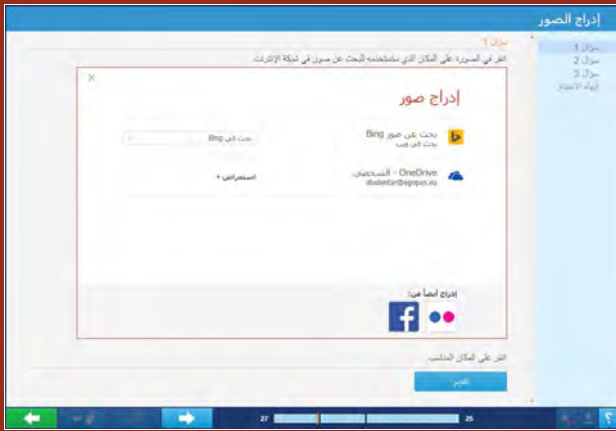 إدراج الصور
سؤال 1
سؤال 2
سؤال 3
إنهاء الاختبار
سؤال 1
انقر في الصورة على المكان الذي ستستخدمه للبحث عن صور في شبكة الإنترنت.
إدراج صور
بحث عن صور Bing
بحث في ويب
بحث في Bing
OneDrive - الشخصي
studentar@agopas.eu
استعراض
إدراج أيضاً من:
انقر على المكان المناسب.
تقييم
27
25